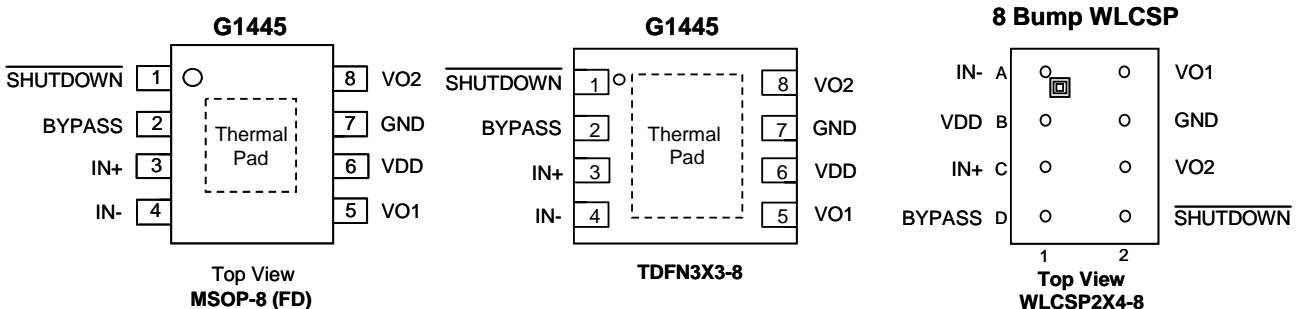 G1445
SHUTDOWN 1 8 VO2
BYPASS 2 7 GND
IN+ 3 6 VDD
IN- 4 5 VO1
Thermal
Pad
Top View
MSOP-8 (FD)
G1445
SHUTDOWN 1 8 VO2
BYPASS 2 7 GND
IN+ 3 6 VDD
IN- 4 5 VO1
Thermal
Pad
TDFN3X3-8
8 Bump WLCSP
IN- A VO1
VDD B GND
IN+ C VO2
BYPASS D SHUTDOWN
1 2
Top View
WLCSP2X4-8